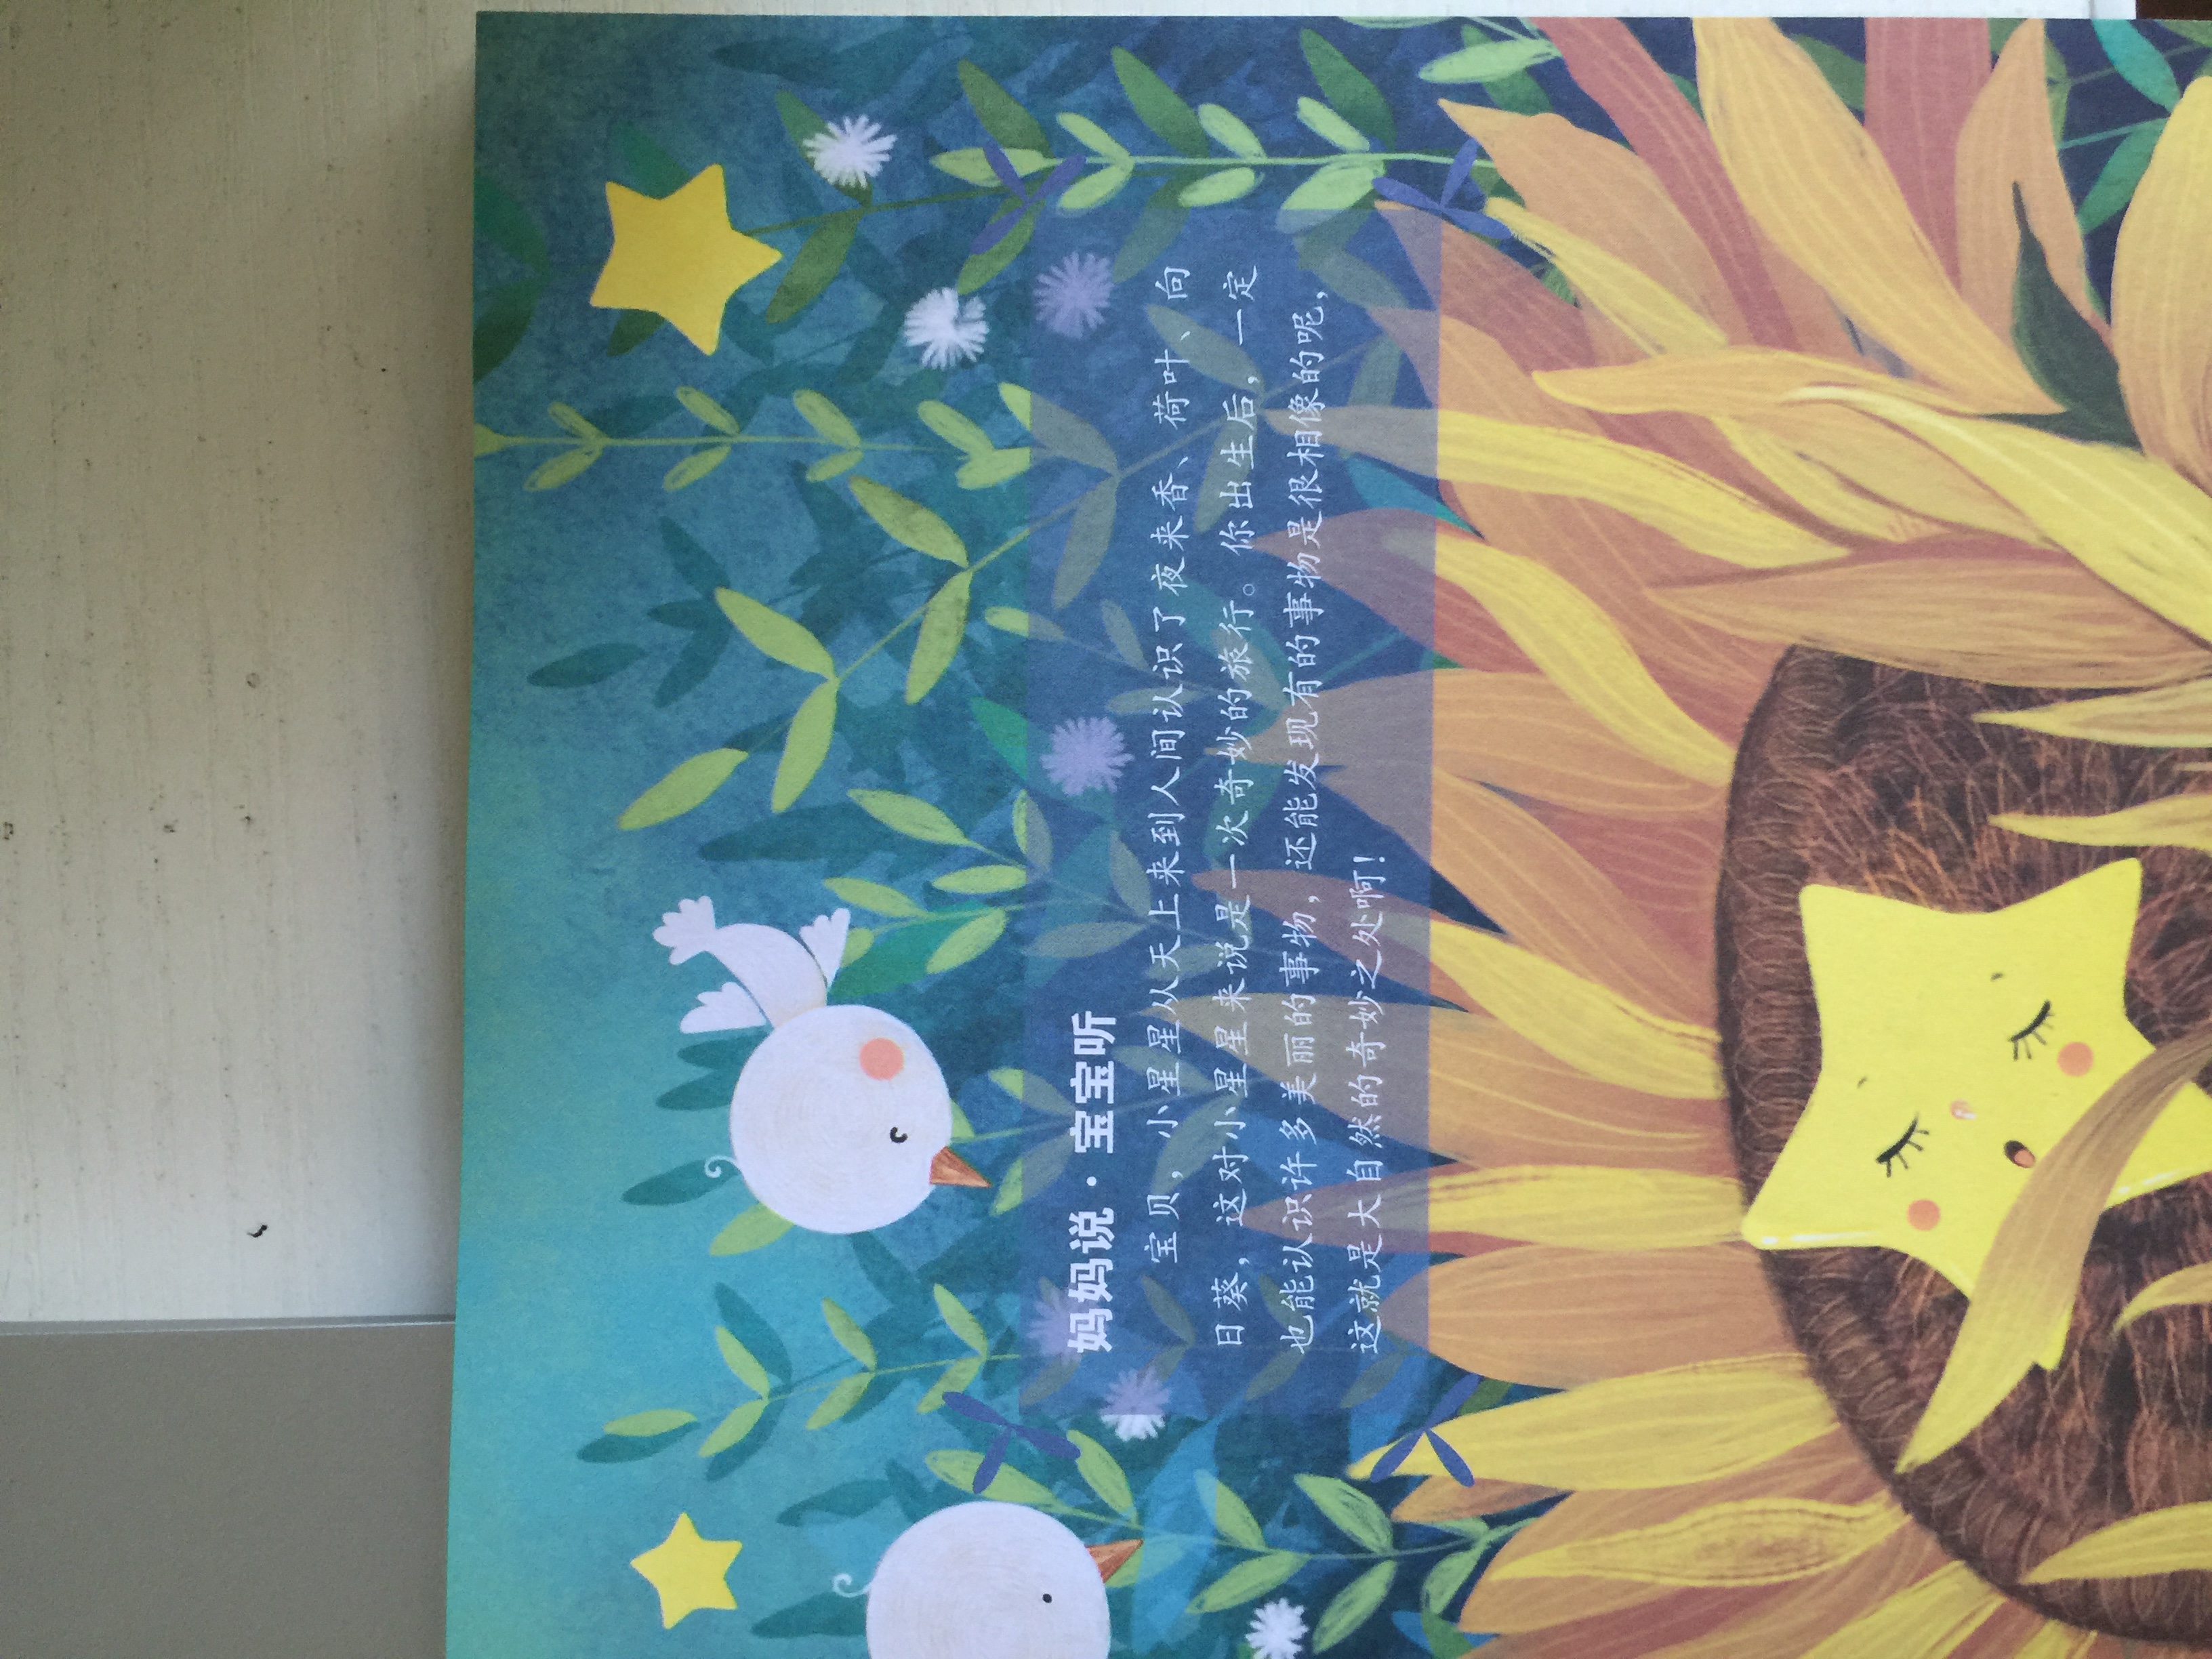 妈妈说·宝宝听
宝贝，小星星从天上来到人间认识了夜来香、荷叶、向
日葵，这对小星星来说是一次奇妙的旅行。你出生后，一定
也能认识许多美丽的事物，还能发现有的事物是很相像的呢，
这就是大自然的奇妙之处啊！